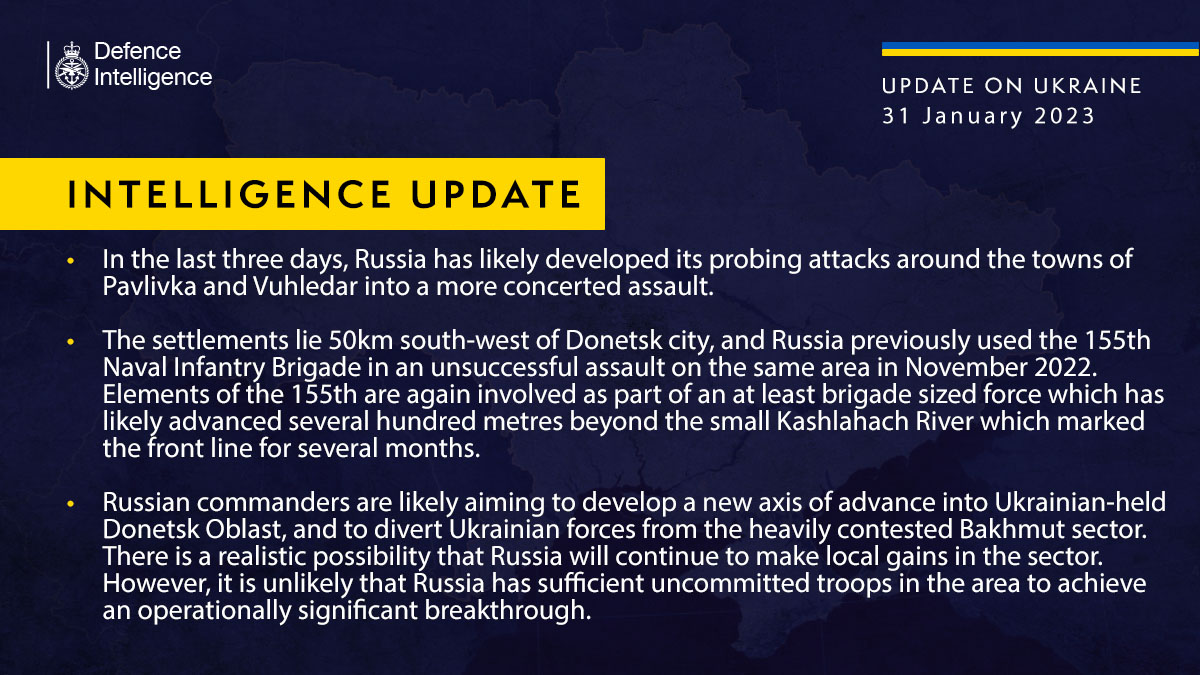 Defence
Intelligence
UPDATE ON UKRAINE
31 January 2023
INTELLIGENCE UPDATE
• In the last three days, Russia has likely developed its probing attacks around the towns of
Pavlivka and Vuhledar into a more concerted assault.
• The settlements lie 50km south-west of Donetsk city, and Russia previously used the 155th
Naval Infantry Brigade in an unsuccessful assault on the same area in November 2022.
Elements of the 155th are again involved as part of an at least brigade sized force which has
likely advanced several hundred metres beyond the small Kashlahach River which marked
the front line for several months.
• Russian commanders are likely aiming to develop a new axis of advance into Ukrainian-held
Donetsk Oblast, and to divert Ukrainian forces from the heavily contested Bakhmut sector.
There is a realistic possibility that Russia will continue to make local gains in the sector.
However, it is unlikely that Russia has sufficient uncommitted troops in the area to achieve
an operationally significant breakthrough.